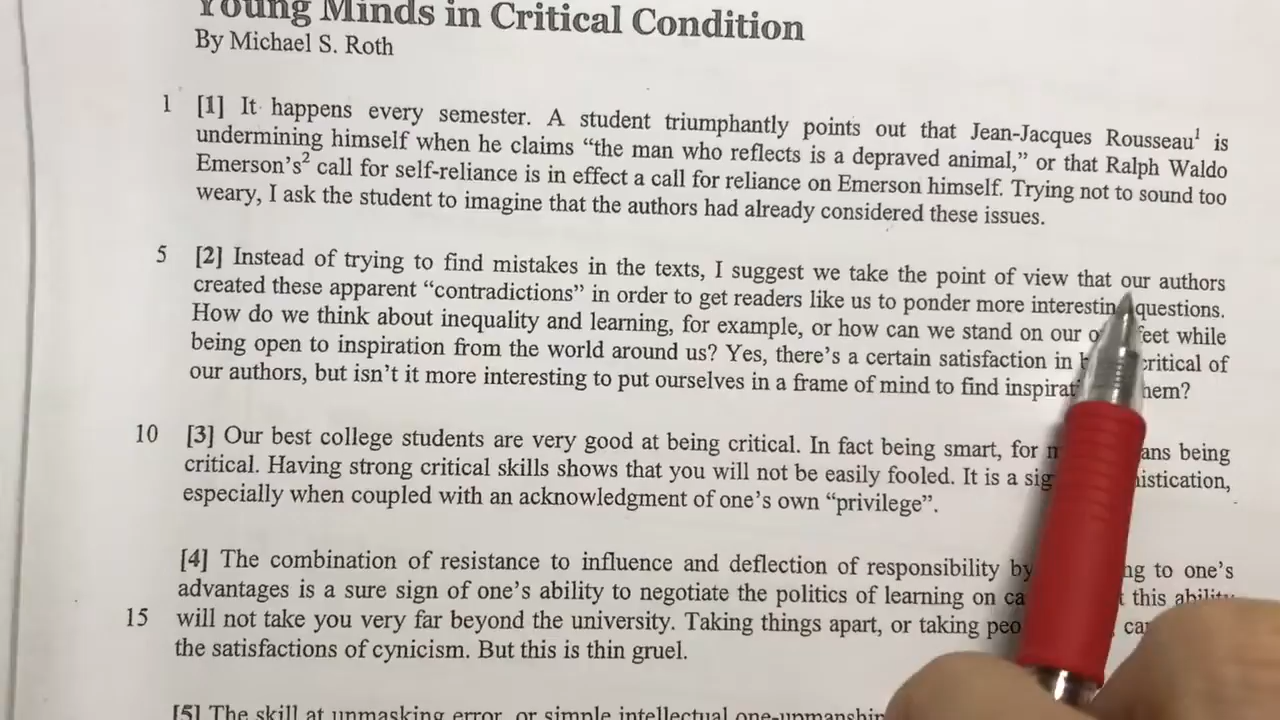 Young Minds in Critical Condition
By Michael S. Roth
1 [1] It happens every semester. A student triumphantly points out that Jean-Jacques Rousseau¹ is
undermining himself when he claims “the man who reflects is a depraved animal,” or that Ralph Waldo
Emerson’s² call for self-reliance is in effect a call for reliance on Emerson himself. Trying not to sound too
weary, I ask the student to imagine that the authors had already considered these issues.
5 [2] Instead of trying to find mistakes in the texts, I suggest we take the point of view that our authors
created these apparent “contradictions” in order to get readers like us to ponder more interesting questions.
How do we think about inequality and learning, for example, or how can we stand on our feet while
being open to inspiration from the world around us? Yes, there’s a certain satisfaction in critical of
our authors, but isn’t it more interesting to put ourselves in a frame of mind to find hem?
10 [3] Our best college students are very good at being critical. In fact being smart, for being
critical. Having strong critical skills shows that you will not be easily fooled. It is a
especially when coupled with an acknowledgment of one’s own “privilege”.
[4] The combination of resistance to influence and deflection of responsibility by to one’s
advantages is a sure sign of one’s ability to negotiate the politics of learning on this ability
15 will not take you very far beyond the university. Taking things apart, or taking
the satisfactions of cynicism. But this is thin gruel.
[5] The skill at unmasking error, or simple intellectual one-upmanship